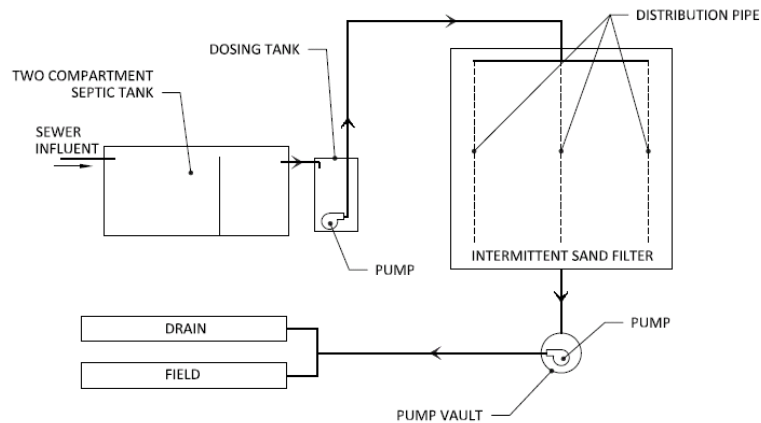 DISTRIBUTION PIPE
DOSING TANK
TWO COMPARTMENT
SEPTIC TANK
SEWER
INFLUENT
PUMP
INTERMITTENT SAND FILTER
DRAIN
PUMP
FIELD
PUMP VAULT